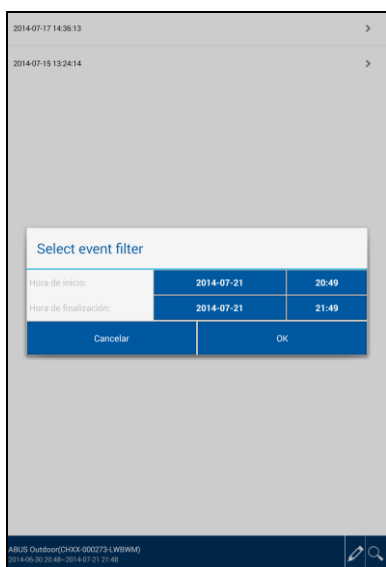 2014-07-17 14:36:13
2014-07-15 13:24:14
Select event filter
Hora de inicio: 2014-07-21 20:49
Hora de finalización: 2014-07-21 21:49
Cancelar OK
ABUS Outdoor(CHXX-000273-LWBWM)
2014-06-30 20:48~2014-07-21 21:48